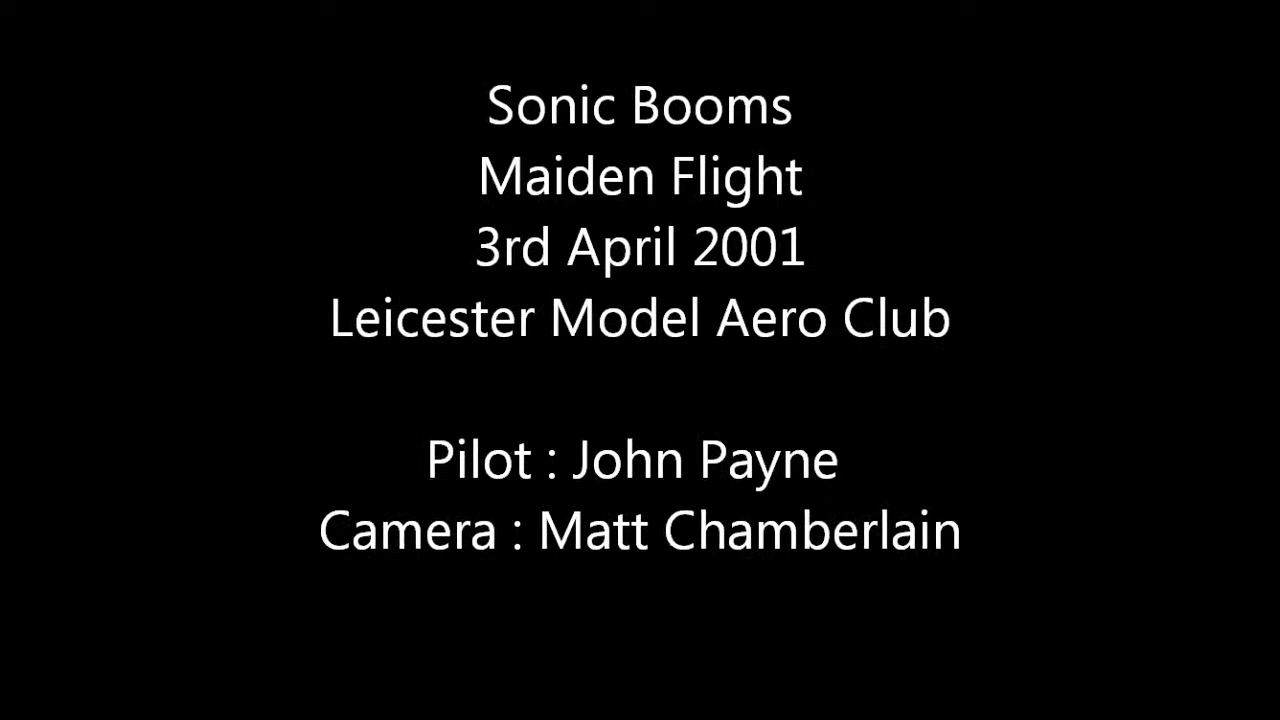 Sonic Booms
Maiden Flight
3rd April 2001
Leicester Model Aero Club
Pilot : John Payne
Camera : Matt Chamberlain